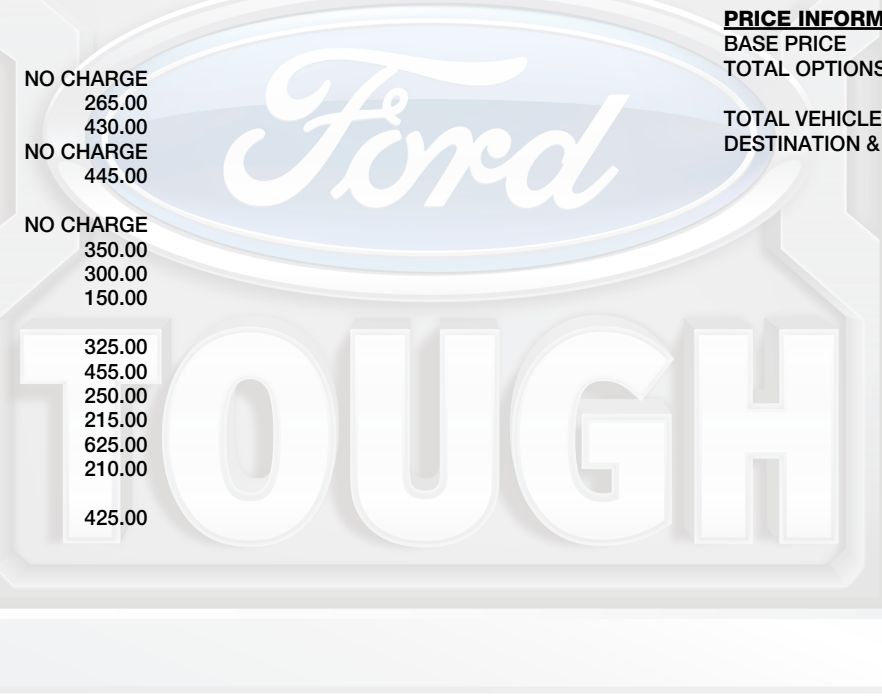 NO CHARGE
265.00
430.00
NO CHARGE
445.00
NO CHARGE
350.00
300.00
150.00
325.00
455.00
250.00
215.00
625.00
210.00
425.00
PRICE INFORM
BASE PRICE
TOTAL OPTIONS
TOTAL VEHICLE
DESTINATION &
Ford
TOUGH